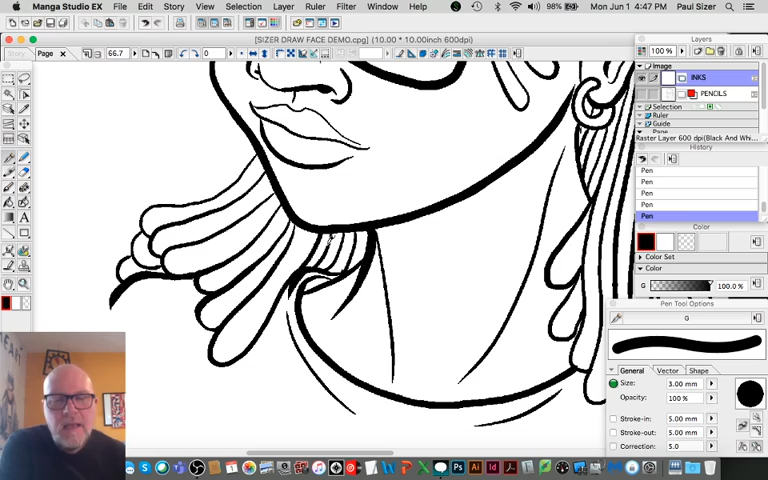 Manga Studio EX File Edit Story View Selection Layer Ruler Filter Window Help 98% Mon Jun 1 4:47 PM Paul Sizer
[SIZER DRAW FACE DEMO.cpg] (10.00 * 10.00inch 600dpi)
Story Page 66.7 0
Layers
100 %
Image
INKS
PENCILS
Selection
Ruler
Guide
Raster Layer 600 dpi(Black And Whi...
History
Pen
Pen
Pen
Pen
Pen
Color
Color Set
Color
G 100.0 %
Pen Tool Options
G
General Vector Shape
Size: 3.00 mm
Opacity: 100 %
Stroke-in: 5.00 mm
Stroke-out: 5.00 mm
Correction: 5.0